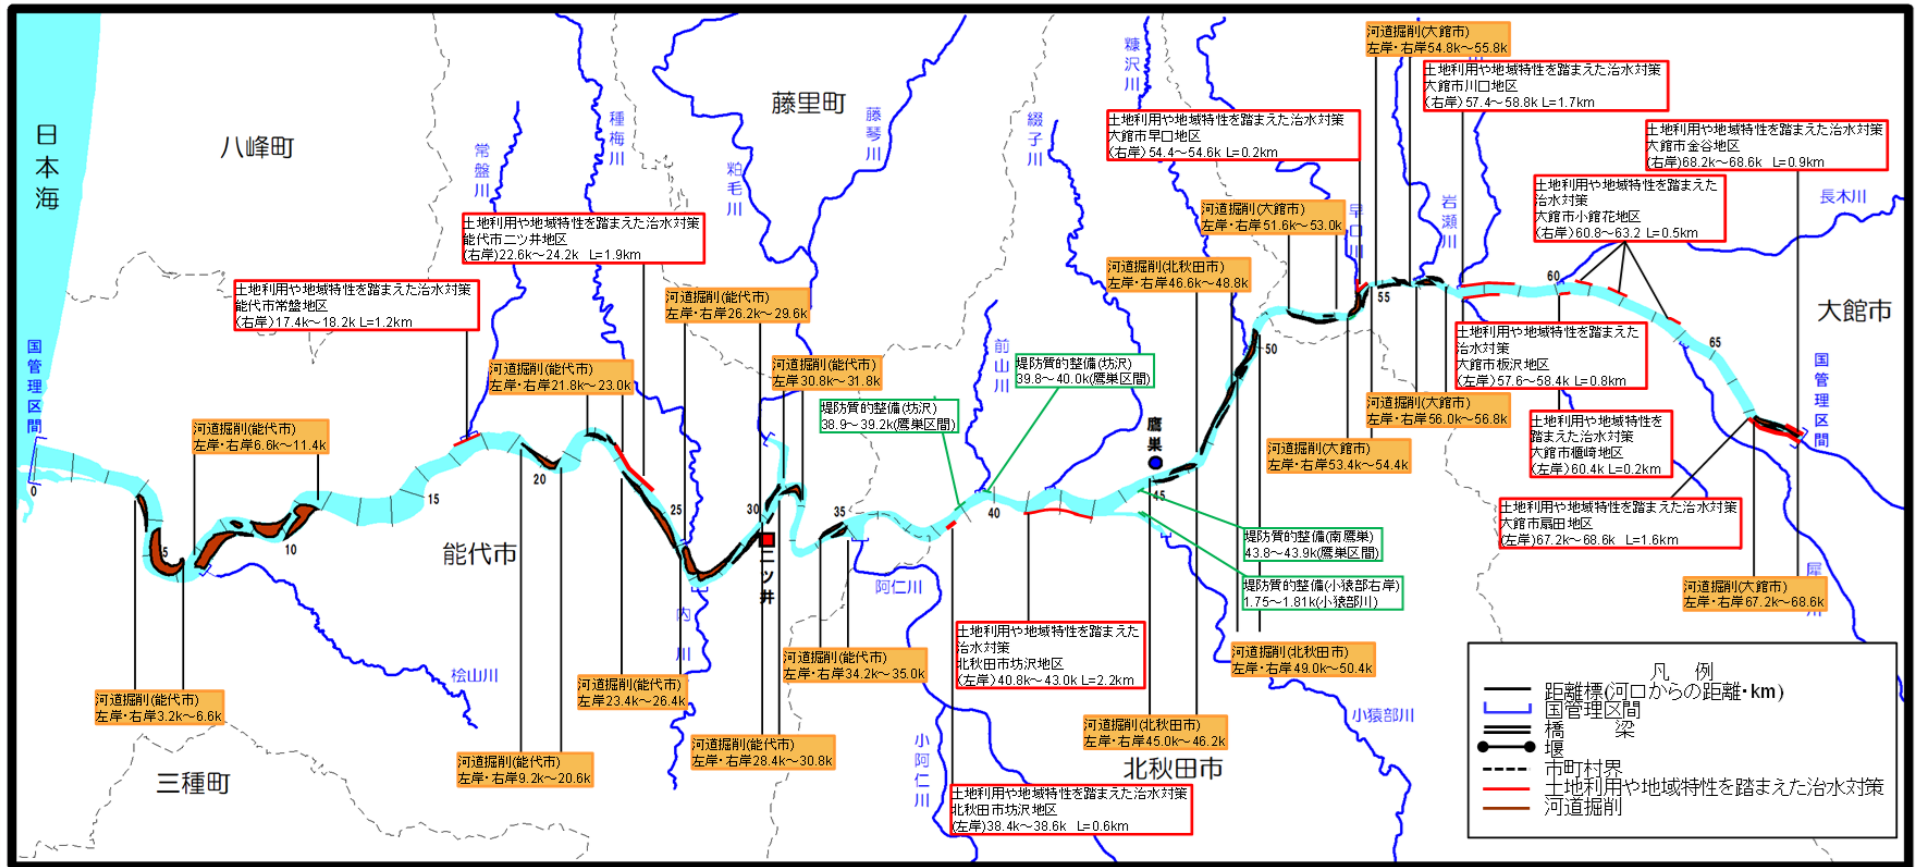 河道掘削(大館市)
左岸・右岸54.8k～55.8k
土地利用や地域特性を踏まえた治水対策
大館市川口地区
(右岸)57.4～58.8k L=1.7km
土地利用や地域特性を踏まえた治水対策
大館市早口地区
(右岸)54.4～54.6k L=0.2km
土地利用や地域特性を踏まえた治水対策
大館市金谷地区
(右岸)68.2k～68.6k L=0.9km
土地利用や地域特性を踏まえた
治水対策
大館市小館花地区
(右岸)60.8～63.2 L=0.5km
日本海
八峰町
藤里町
常盤川
種梅川
粕毛川
藤琴川
綴子川
糠沢川
早口川
岩瀬川
長木川
大館市
土地利用や地域特性を踏まえた治水対策
能代市二ツ井地区
(右岸)22.6k～24.2k L=1.9km
河道掘削(大館市)
左岸・右岸51.6k～53.0k
河道掘削(北秋田市)
左岸・右岸46.6k～48.8k
土地利用や地域特性を踏まえた治水対策
能代市常盤地区
(右岸)17.4k～18.2k L=1.2km
河道掘削(能代市)
左岸・右岸26.2k～29.6k
国管理区間
前山川
河道掘削(能代市)
左岸・右岸21.8k～23.0k
河道掘削(能代市)
左岸30.8k～31.8k
堤防質的整備(坊沢)
39.8～40.0k(鷹巣区間)
堤防質的整備(坊沢)
38.9～39.2k(鷹巣区間)
土地利用や地域特性を踏まえた
治水対策
大館市板沢地区
(左岸)57.6～58.4k L=0.8km
国管理区間
河道掘削(大館市)
左岸・右岸56.0k～56.8k
河道掘削(能代市)
左岸・右岸6.6k～11.4k
鷹巣
河道掘削(大館市)
左岸・右岸53.4k～54.4k
土地利用や地域特性を
踏まえた治水対策
大館市櫃崎地区
(左岸)60.4k L=0.2km
0
5
10
15
20
25
30
35
40
45
50
55
60
65
能代市
二ツ井
土地利用や地域特性を踏まえた治水対策
大館市扇田地区
(左岸)67.2k～68.6k L=1.6km
堤防質的整備(南鷹巣)
43.8～43.9k(鷹巣区間)
堤防質的整備(小猿部右岸)
1.75～1.81k(小猿部川)
河道掘削(大館市)
左岸・右岸67.2k～68.6k
犀川
阿仁川
内川
桧山川
土地利用や地域特性を踏まえた
治水対策
北秋田市坊沢地区
(左岸)40.8k～43.0k L=2.2km
河道掘削(能代市)
左岸・右岸34.2k～35.0k
河道掘削(北秋田市)
左岸・右岸49.0k～50.4k
河道掘削(能代市)
左岸・右岸3.2k～6.6k
河道掘削(能代市)
左岸23.4k～26.4k
河道掘削(北秋田市)
左岸・右岸45.0k～46.2k
小猿部川
河道掘削(能代市)
左岸・右岸28.4k～30.8k
河道掘削(能代市)
左岸・右岸9.2k～20.6k
三種町
小阿仁川
北秋田市
土地利用や地域特性を踏まえた治水対策
北秋田市坊沢地区
(左岸)38.4k～38.6k L=0.6km
凡例
距離標(河口からの距離・km)
国管理区間
橋梁
堰
市町村界
土地利用や地域特性を踏まえた治水対策
河道掘削